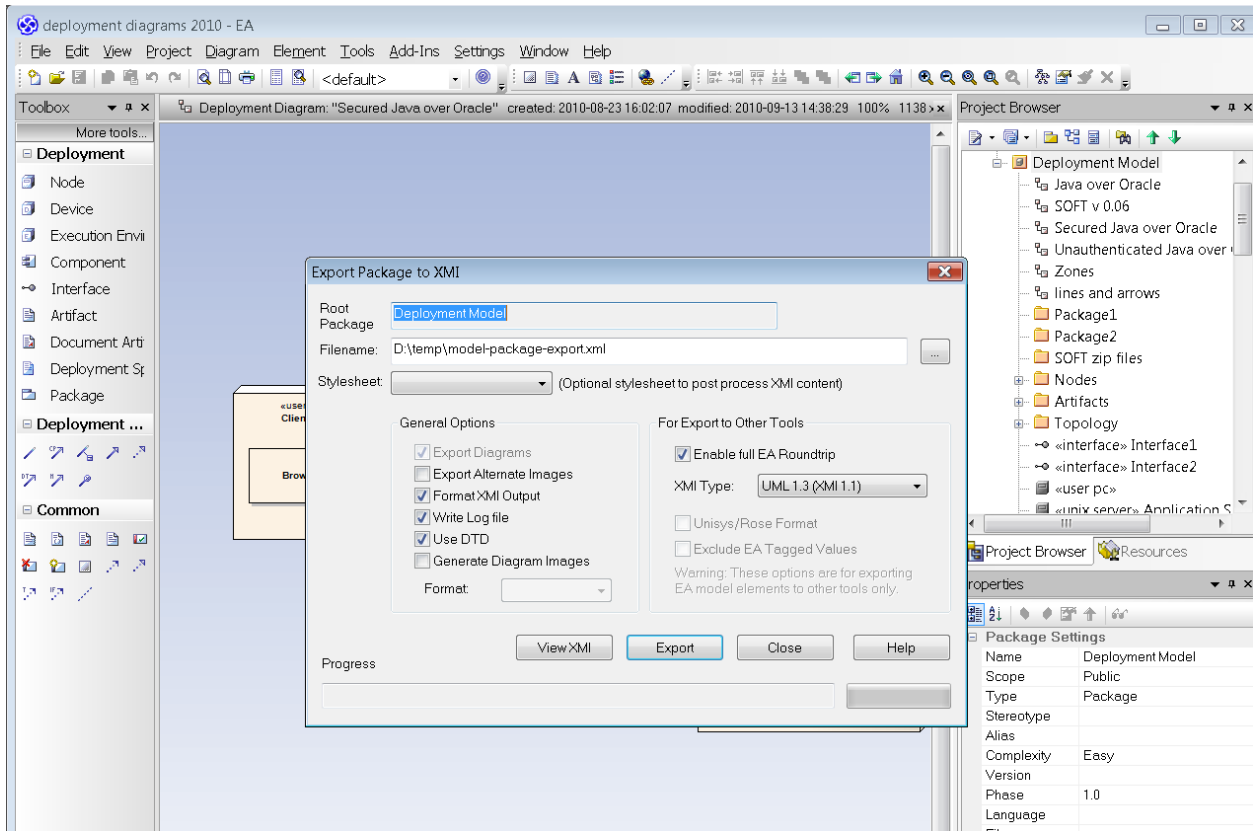 deployment diagrams 2010 - EA
File Edit View Project Diagram Element Tools Add-Ins Settings Window Help
<default>
Toolbox
Deployment Diagram: "Secured Java over Oracle" created: 2010-08-23 16:02:07 modified: 2010-09-13 14:38:29 100% 1138
Project Browser
More tools...
Deployment
Node
Device
Execution Envii
Component
Interface
Artifact
Document Arti
Deployment Sp
Package
Deployment ...
Common
Deployment Model
Java over Oracle
SOFT v 0.06
Secured Java over Oracle
Unauthenticated Java over
Zones
lines and arrows
Package1
Package2
SOFT zip files
Nodes
Artifacts
Topology
«interface» Interface1
«interface» Interface2
«user pc»
«unix server» Application S
Project Browser Resources
«user
Clien
Brow
Export Package to XMI
Root
Package
Deployment Model
Filename: D:\temp\model-package-export.xml
...
Stylesheet: (Optional stylesheet to post process XMI content)
General Options
Export Diagrams
Export Alternate Images
Format XMI Output
Write Log file
Use DTD
Generate Diagram Images
Format:
For Export to Other Tools
Enable full EA Roundtrip
XMI Type: UML 1.3 (XMI 1.1)
Unisys/Rose Format
Exclude EA Tagged Values
Warning: These options are for exporting
EA model elements to other tools only.
View XMI Export Close Help
Progress
roperties
Package Settings
Name Deployment Model
Scope Public
Type Package
Stereotype
Alias
Complexity Easy
Version
Phase 1.0
Language